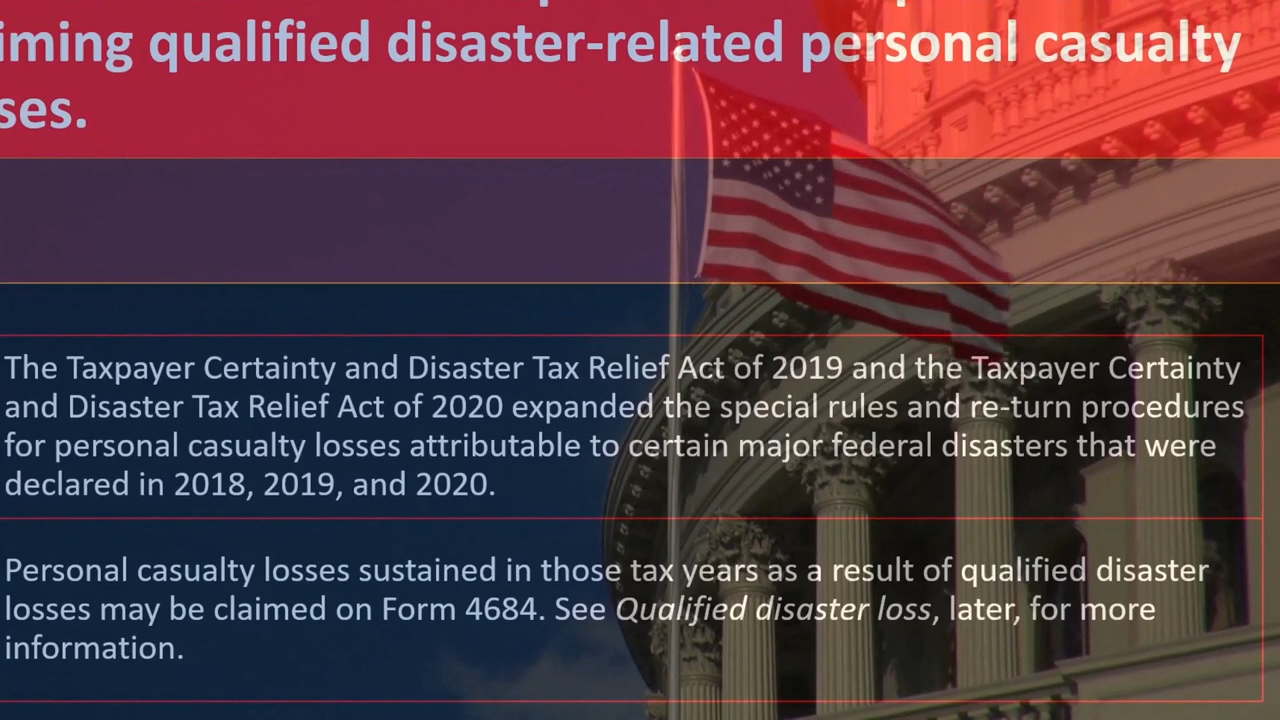 iming qualified disaster-related personal casualty
ses.
The Taxpayer Certainty and Disaster Tax Relief Act of 2019 and the Taxpayer Certainty
and Disaster Tax Relief Act of 2020 expanded the special rules and re-turn procedures
for personal casualty losses attributable to certain major federal disasters that were
declared in 2018, 2019, and 2020.
Personal casualty losses sustained in those tax years as a result of qualified disaster
losses may be claimed on Form 4684. See Qualified disaster loss, later, for more
information.